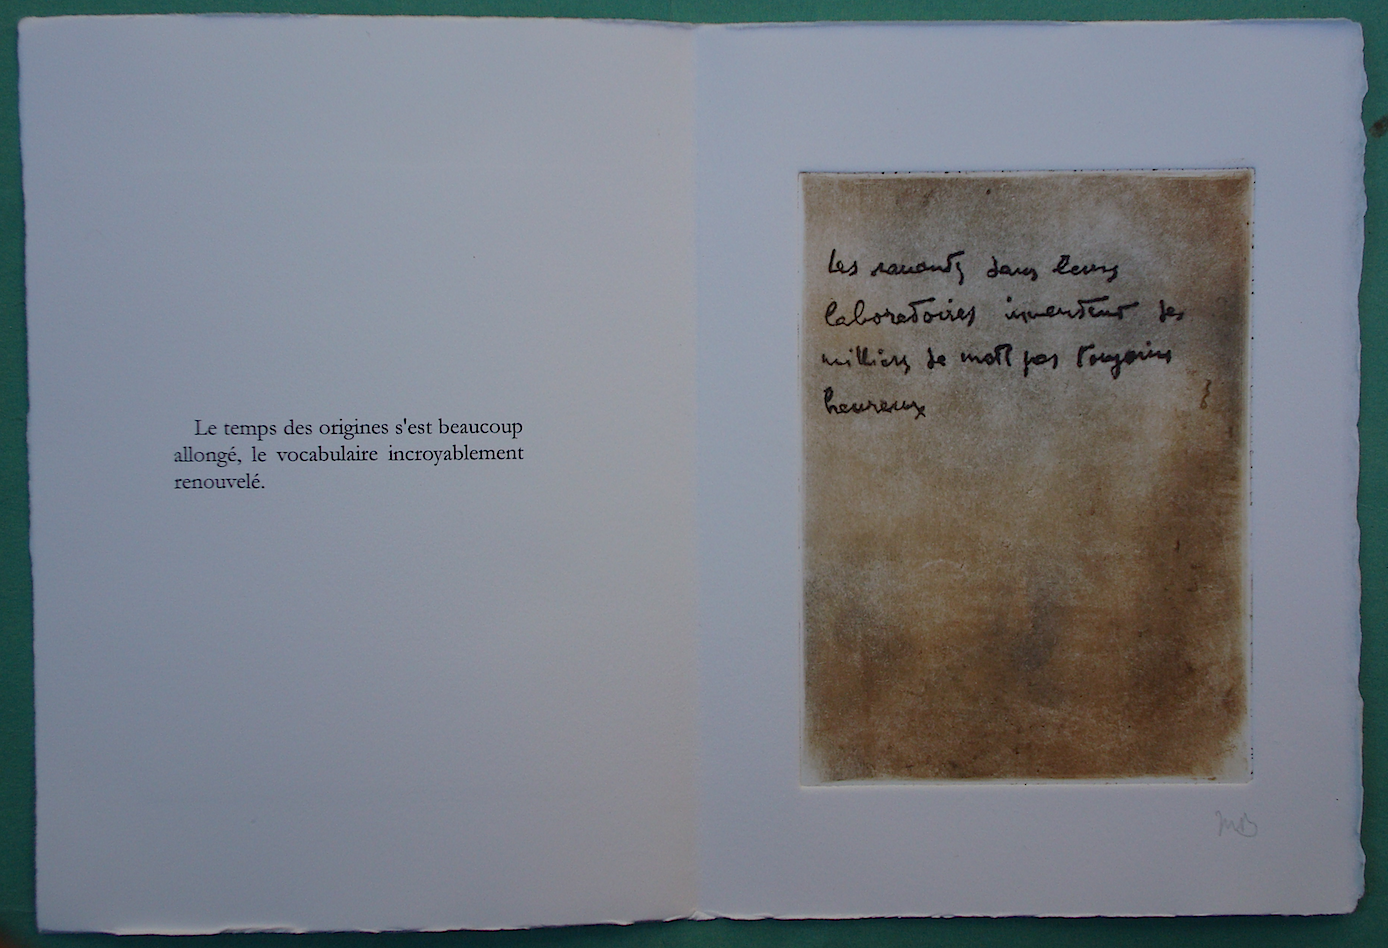 Le temps des origines s'est beaucoup
allongé, le vocabulaire incroyablement
renouvelé.
Les savants dans leurs
laboratoires inventent des
milliers de mots pas toujours
heureux
MB